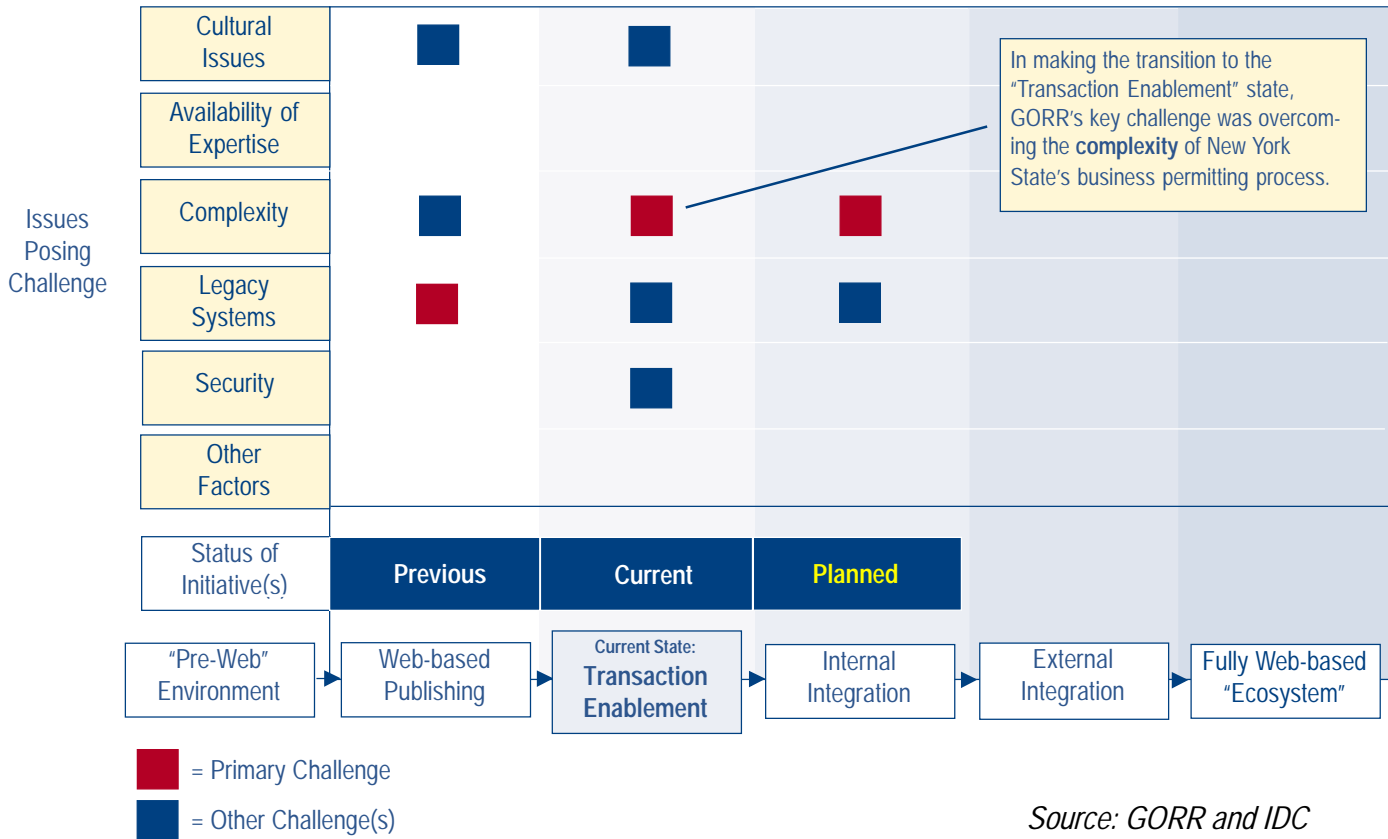 Cultural
Issues
Availability of
Expertise
Complexity
Legacy
Systems
Security
Other
Factors
Issues
Posing
Challenge
In making the transition to the
“Transaction Enablement” state,
GORR’s key challenge was overcom-
ing the complexity of New York
State’s business permitting process.
Status of
Initiative(s)
Previous
Current
Planned
“Pre-Web”
Environment
Web-based
Publishing
Current State:
Transaction
Enablement
Internal
Integration
External
Integration
Fully Web-based
“Ecosystem”
= Primary Challenge
= Other Challenge(s)
Source: GORR and IDC